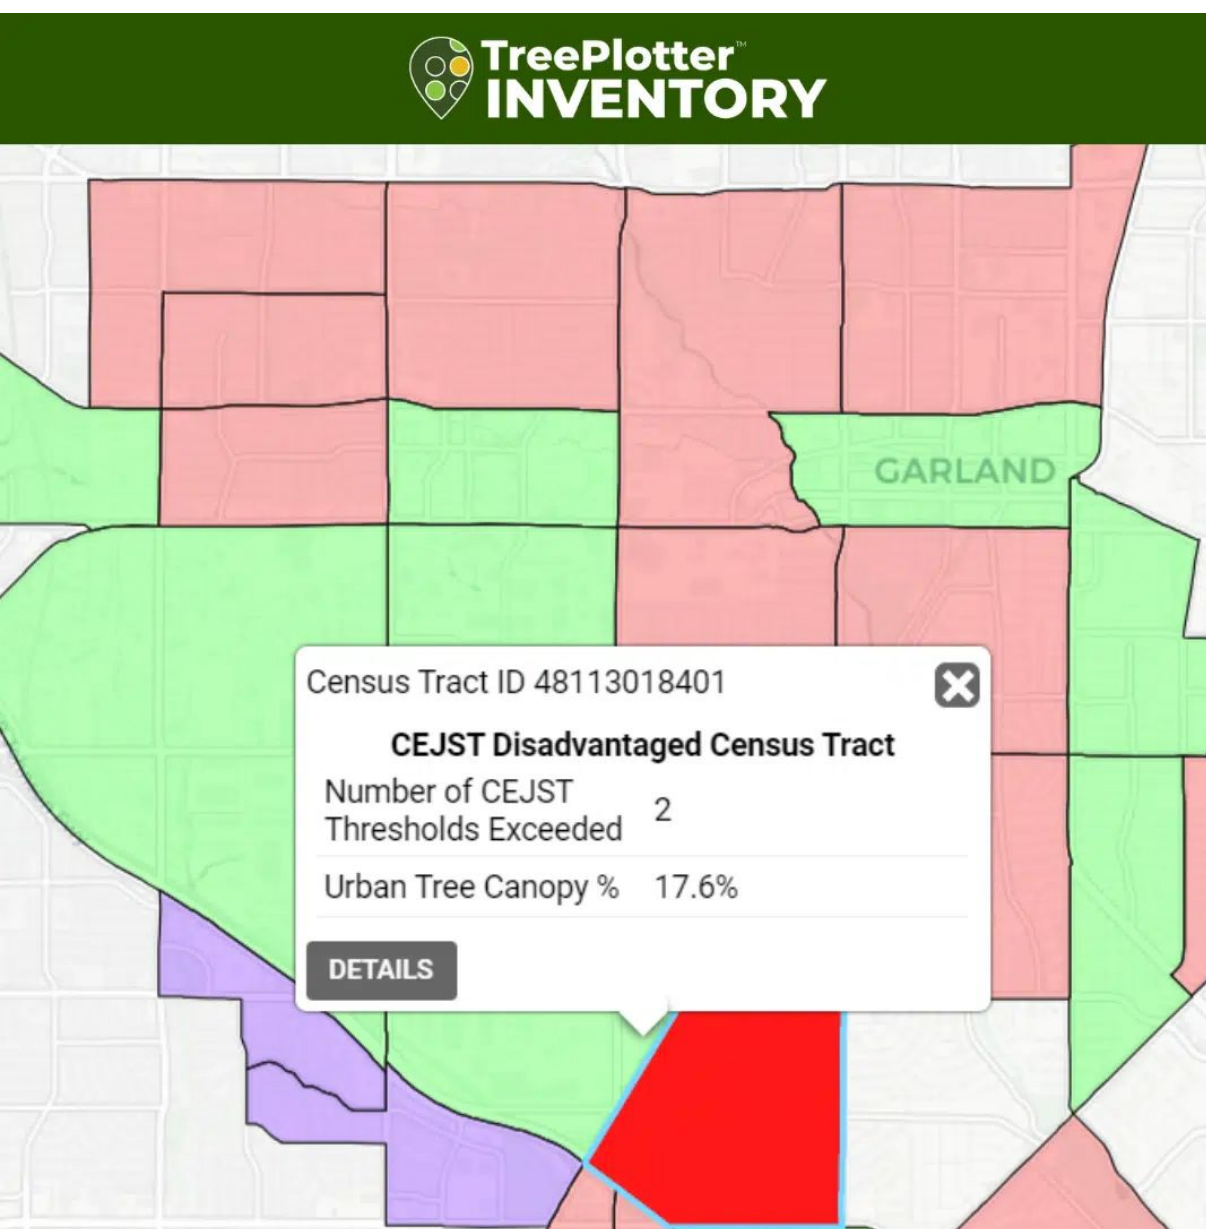 TreePlotter™
INVENTORY
GARLAND
Census Tract ID 48113018401
CEJST Disadvantaged Census Tract
Number of CEJST
Thresholds Exceeded
2
Urban Tree Canopy % 17.6%
DETAILS